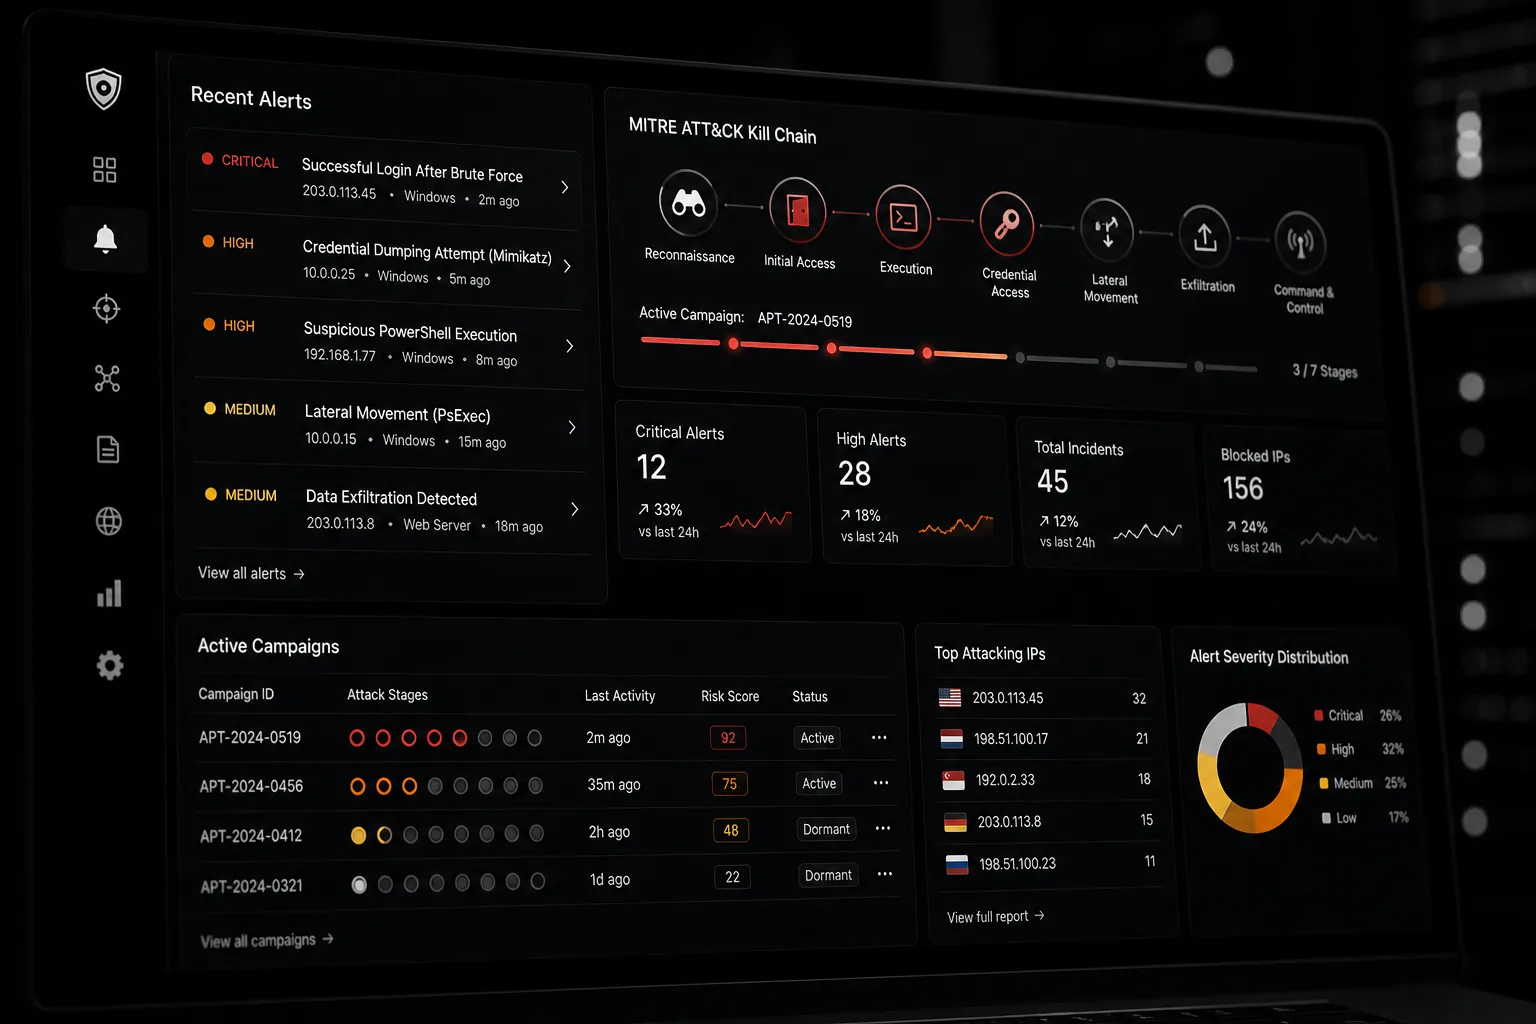 Recent Alerts
CRITICAL
Successful Login After Brute Force
203.0.113.45 • Windows • 2m ago
HIGH
Credential Dumping Attempt (Mimikatz)
10.0.0.25 • Windows • 5m ago
HIGH
Suspicious PowerShell Execution
192.168.1.77 • Windows • 8m ago
MEDIUM
Lateral Movement (PsExec)
10.0.0.15 • Windows • 15m ago
MEDIUM
Data Exfiltration Detected
203.0.113.8 • Web Server • 18m ago
View all alerts →
MITRE ATT&CK Kill Chain
Reconnaissance
Initial Access
Execution
Credential
Access
Lateral
Movement
Exfiltration
Command &
Control
Active Campaign: APT-2024-0519
3 / 7 Stages
Critical Alerts
12
↗ 33%
vs last 24h
High Alerts
28
↗ 18%
vs last 24h
Total Incidents
45
↗ 12%
vs last 24h
Blocked IPs
156
↗ 24%
vs last 24h
Active Campaigns
Campaign ID Attack Stages Last Activity Risk Score Status
APT-2024-0519 2m ago 92 Active
APT-2024-0456 35m ago 75 Active
APT-2024-0412 2h ago 48 Dormant
APT-2024-0321 1d ago 22 Dormant
View all campaigns →
Top Attacking IPs
203.0.113.45 32
198.51.100.17 21
192.0.2.33 18
203.0.113.8 15
198.51.100.23 11
View full report →
Alert Severity Distribution
Critical 26%
High 32%
Medium 25%
Low 17%